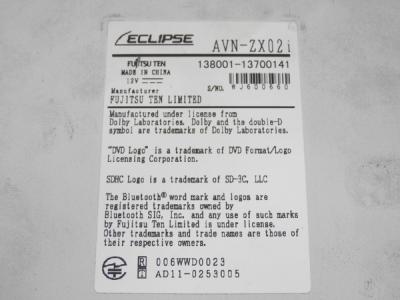 ECLIPSE AVN-ZX02i
FUJITSU TEN 138001-13700141
MADE IN CHINA
12V
S/NO. WJ600660
Manufacturer
FUJITSU TEN LIMITED
Manufactured under license from
Dolby Laboratories. Dolby and the double-D
symbol are trademarks of Dolby Laboratories.
"DVD Logo" is a trademark of DVD Format/Logo
Licensing Corporation.
SDHC Logo is a trademark of SD-3C, LLC
The Bluetooth® word mark and logos are
registered trademarks owned by
Bluetooth SIG, Inc. and any use of such marks
by Fujitsu Ten Limited is under license.
Other trademarks and trade names are those of
their respective owners.
R 006WWD0023
AD11-0253005